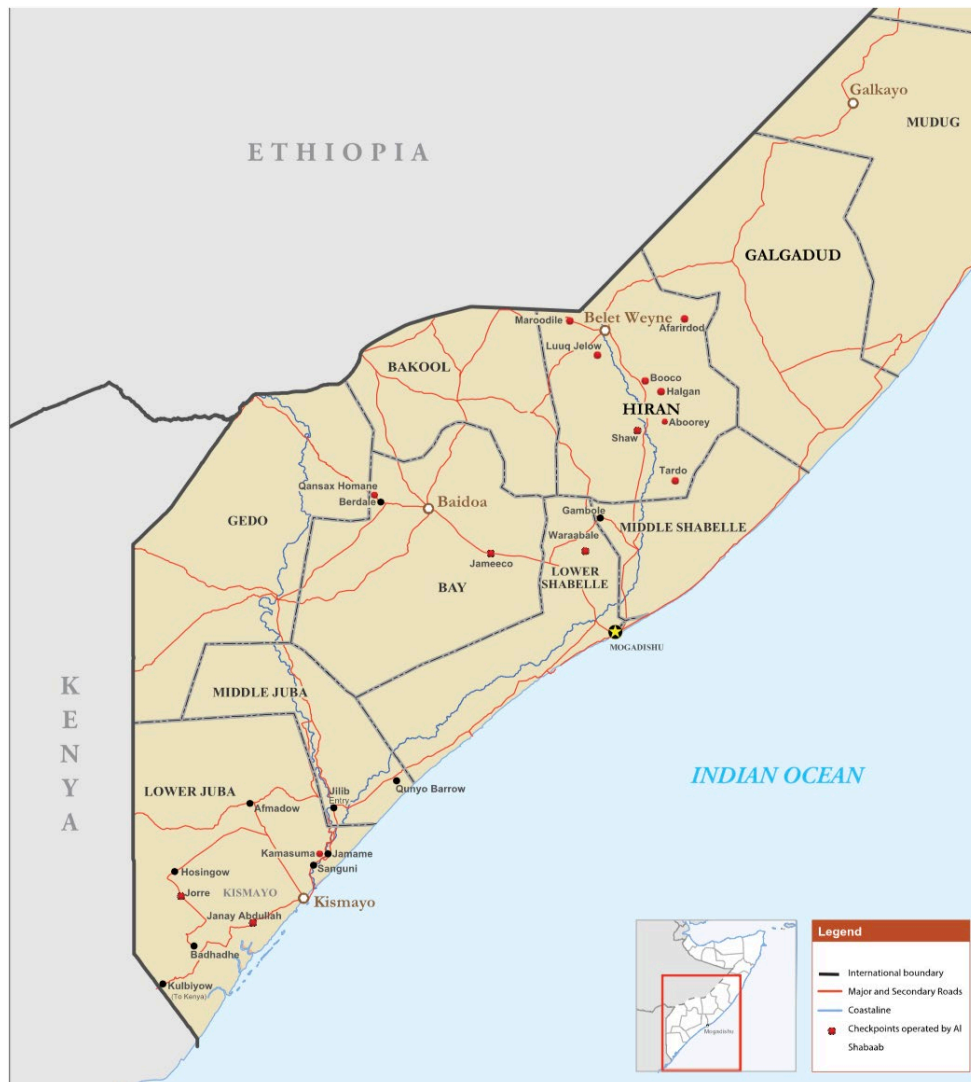 Galkayo
MUDUG
ETHIOPIA
GALGADUD
Maroodile
Belet Weyne
Afarirdod
Luuq Jelow
BAKOOL
Booco
Halgan
HIRAN
Aboorey
Shaw
Tardo
Qansax Homane
Berdale
Baidoa
GEDO
Gambole
MIDDLE SHABELLE
Waraabale
Jameeco
LOWER
SHABELLE
BAY
MOGADISHU
KENYA
MIDDLE JUBA
INDIAN OCEAN
LOWER JUBA
Jilib
Entry
Qunyo Barrow
Afmadow
Kamasuma
Jamame
Sanguni
Hosingow
Jorre
KISMAYO
Kismayo
Janay Abdullah
Badhadhe
Kulbiyow
(To Kenya)
Mogadishu
Legend
International boundary
Major and Secondary Roads
Coastaline
Checkpoints operated by Al
Shabaab